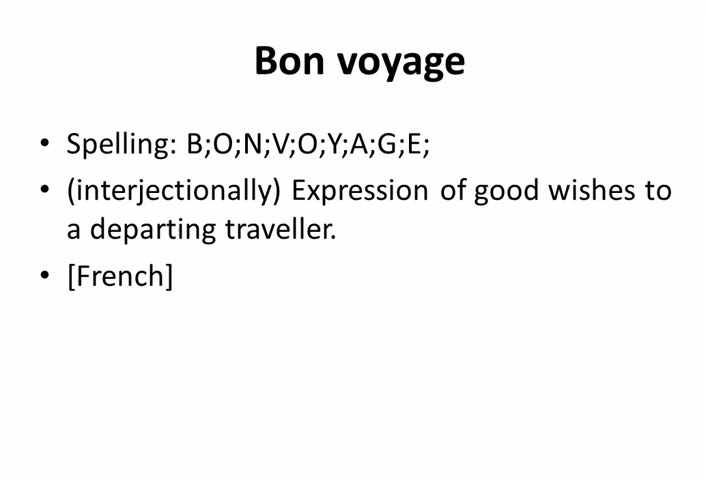 Bon voyage
• Spelling: B;O;N;V;O;Y;A;G;E;
• (interjectionally) Expression of good wishes to
a departing traveller.
• [French]